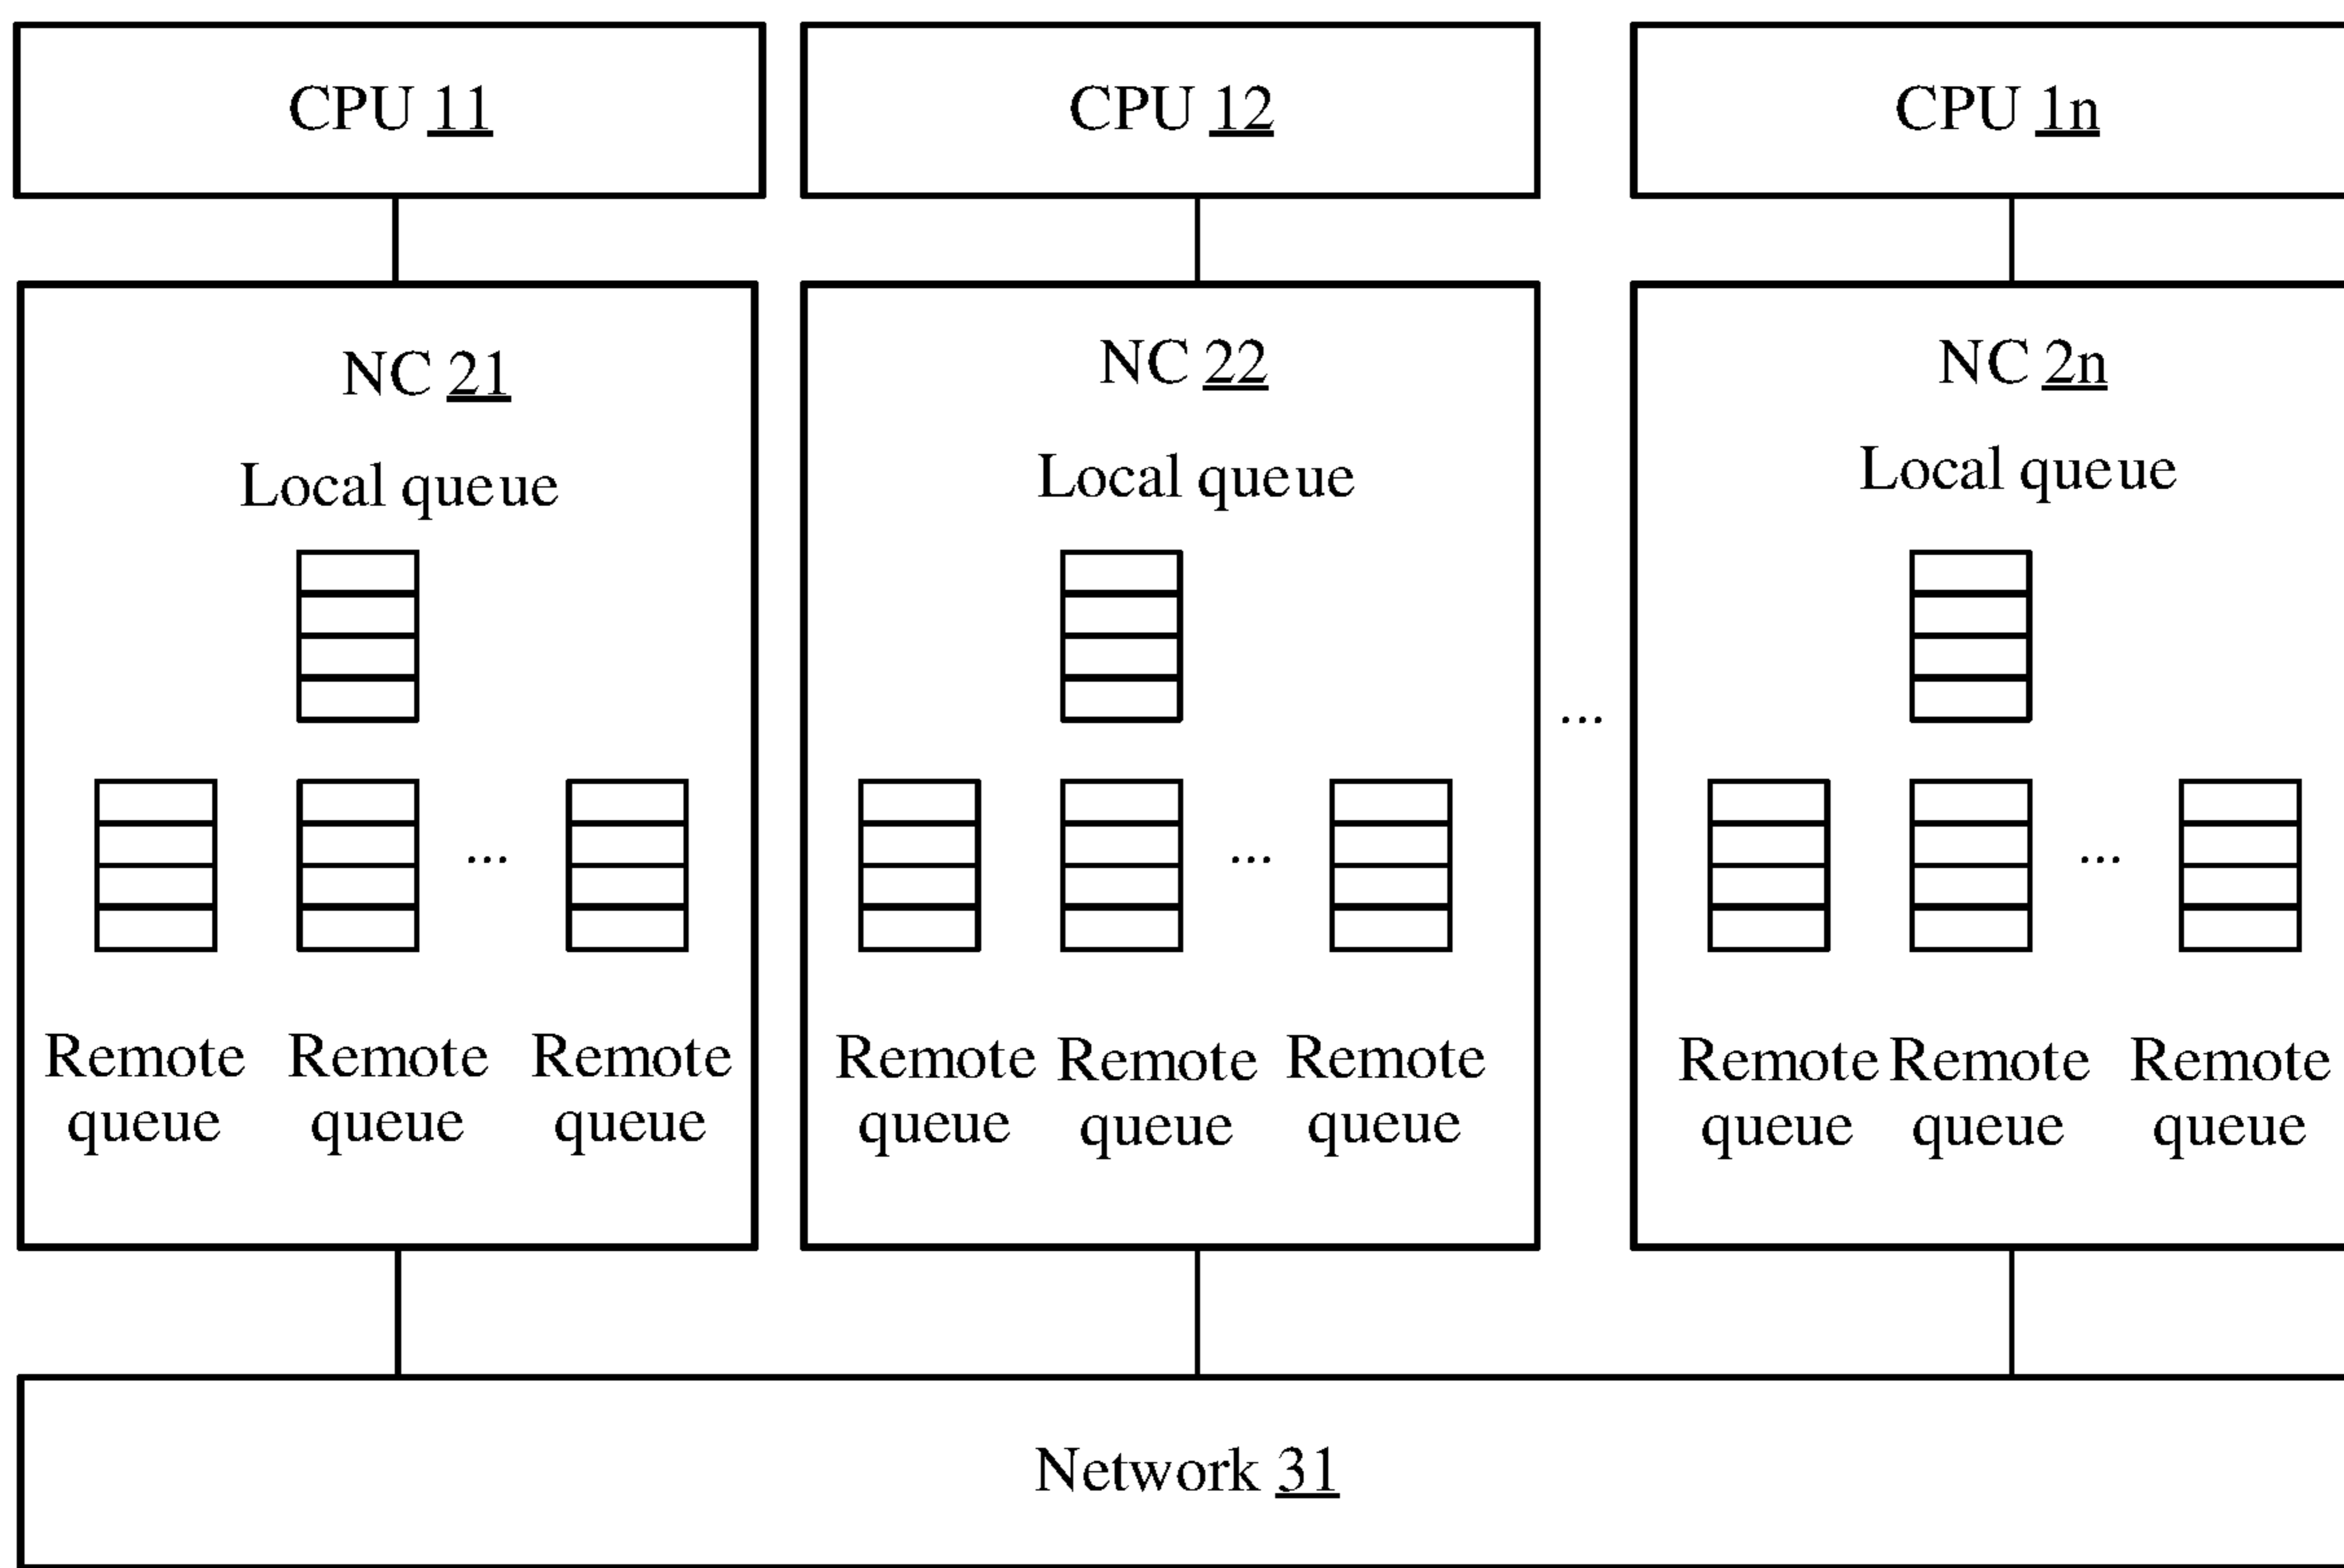 CPU 11
CPU 12
CPU 1n
NC 21
Local queue
...
Remote queue
Remote queue
Remote queue
NC 22
Local queue
...
Remote queue
Remote queue
Remote queue
...
NC 2n
Local queue
...
Remote queue
Remote queue
Remote queue
Network 31